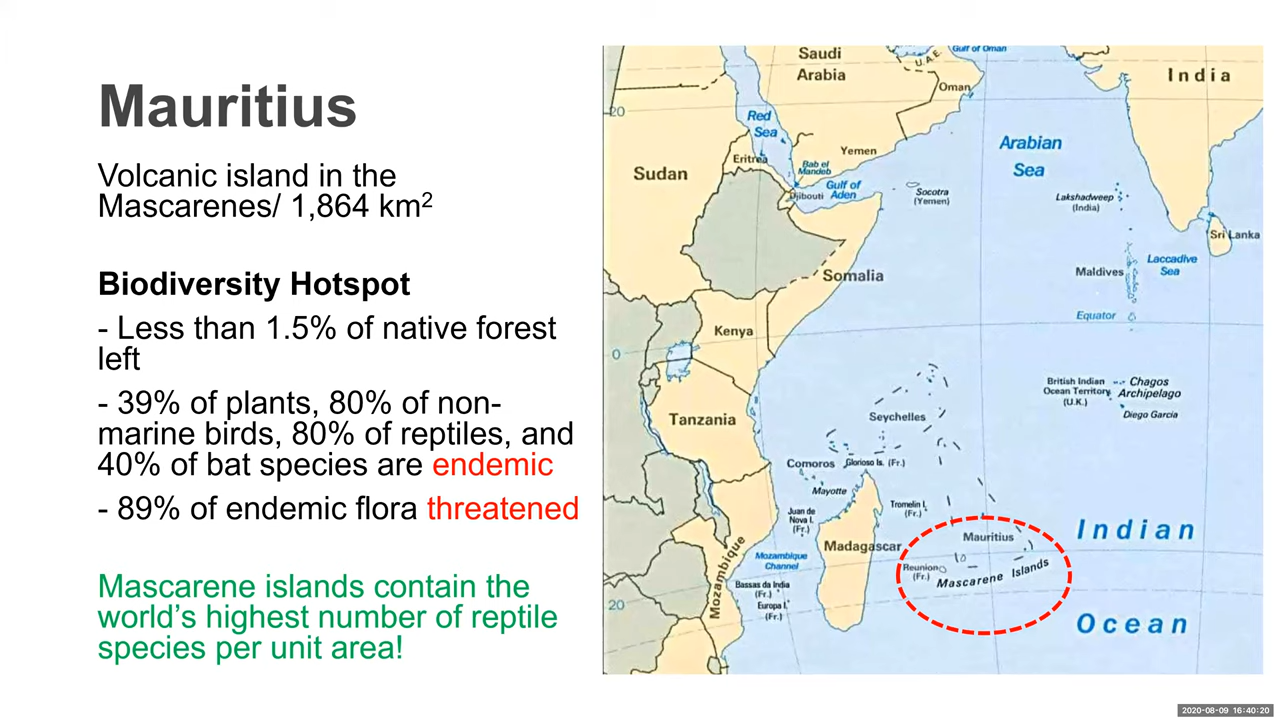 Mauritius
Volcanic island in the
Mascarenes/ 1,864 km²
Biodiversity Hotspot
- Less than 1.5% of native forest
left
- 39% of plants, 80% of non-
marine birds, 80% of reptiles, and
40% of bat species are endemic
- 89% of endemic flora threatened
Mascarene islands contain the
world's highest number of reptile
species per unit area!
Saudi
Arabia
U.A.E.
Gulf of Oman
Oman
India
20
Red
Sea
Arabian
Sea
Sudan
Eritrea
Yemen
Bab el
Mandeb
Djibouti
Gulf of
Aden
Socotra
(Yemen)
Lakshadweep
(India)
Sri Lanka
Somalia
Maldives
Laccadive
Sea
Equator
Kenya
0
British Indian
Ocean Territory
(U.K.)
Chagos
Archipelago
Diego Garcia
Tanzania
Seychelles
Comoros
Glorioso Is. (Fr.)
Mayotte
Juan de
Nova I.
(Fr.)
Tromelin I.
(Fr.)
Madagascar
Mauritius
Indian
Ocean
Mozambique
Mozambique
Channel
Reunion
(Fr.)
Mascarene Islands
Bassas da India
(Fr.)
Europa I.
(Fr.)
20
2020-08-09 16:40:20